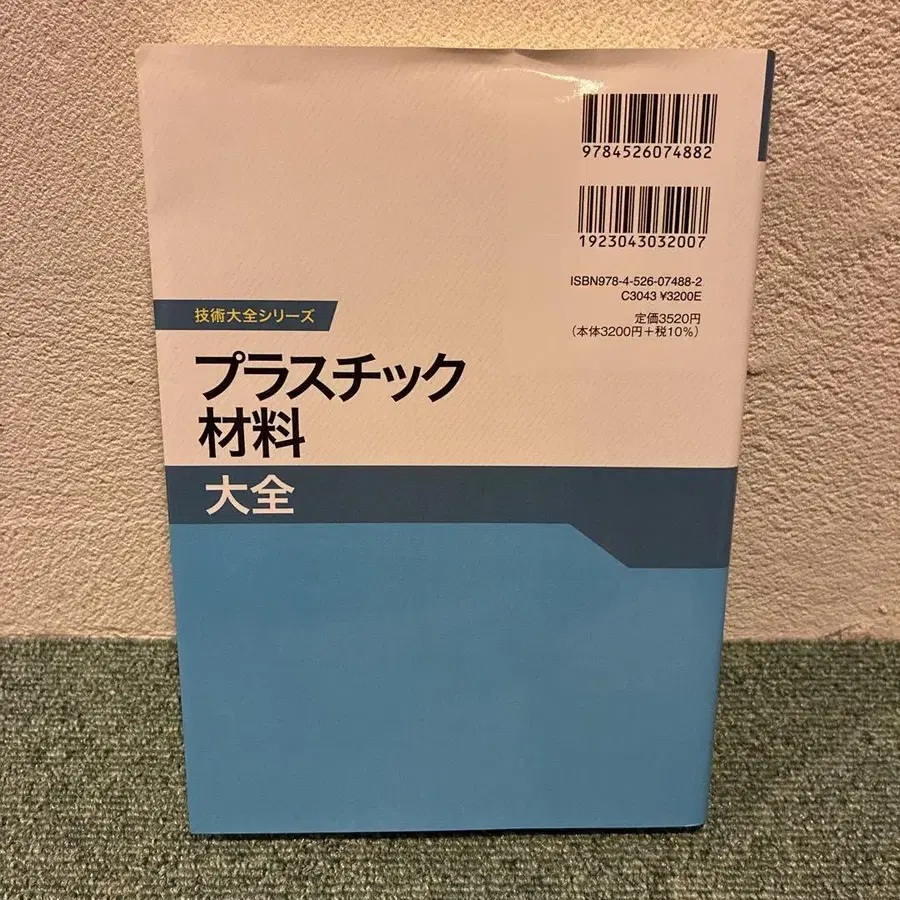 9784526074882
1923043032007
ISBN978-4-526-07488-2
C3043 ¥3200E
定価3520円
（本体3200円＋税10%）
技術大全シリーズ
プラスチック
材料
大全